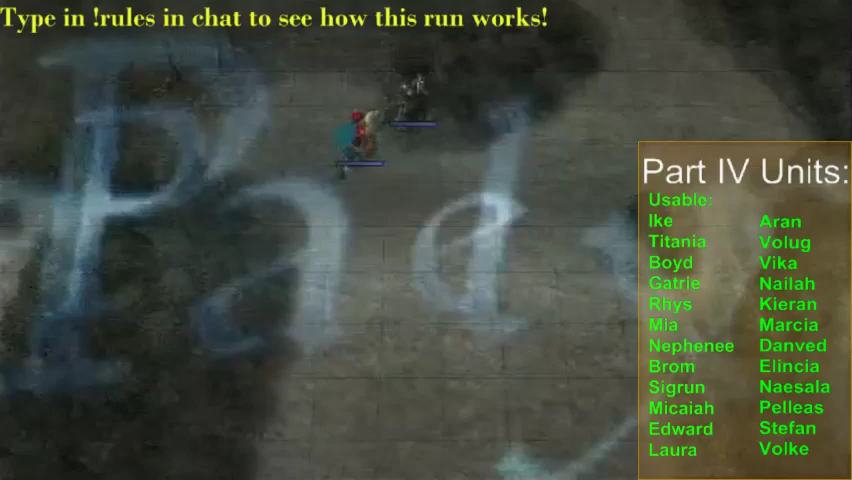 Type in !rules in chat to see how this run works!
Part IV Units:
Usable:
Ike Aran
Titania Volug
Boyd Vika
Gatrie Nailah
Rhys Kieran
Mia Marcia
Nephenee Danved
Brom Elincia
Sigrun Naesala
Micaiah Pelleas
Edward Stefan
Laura Volke